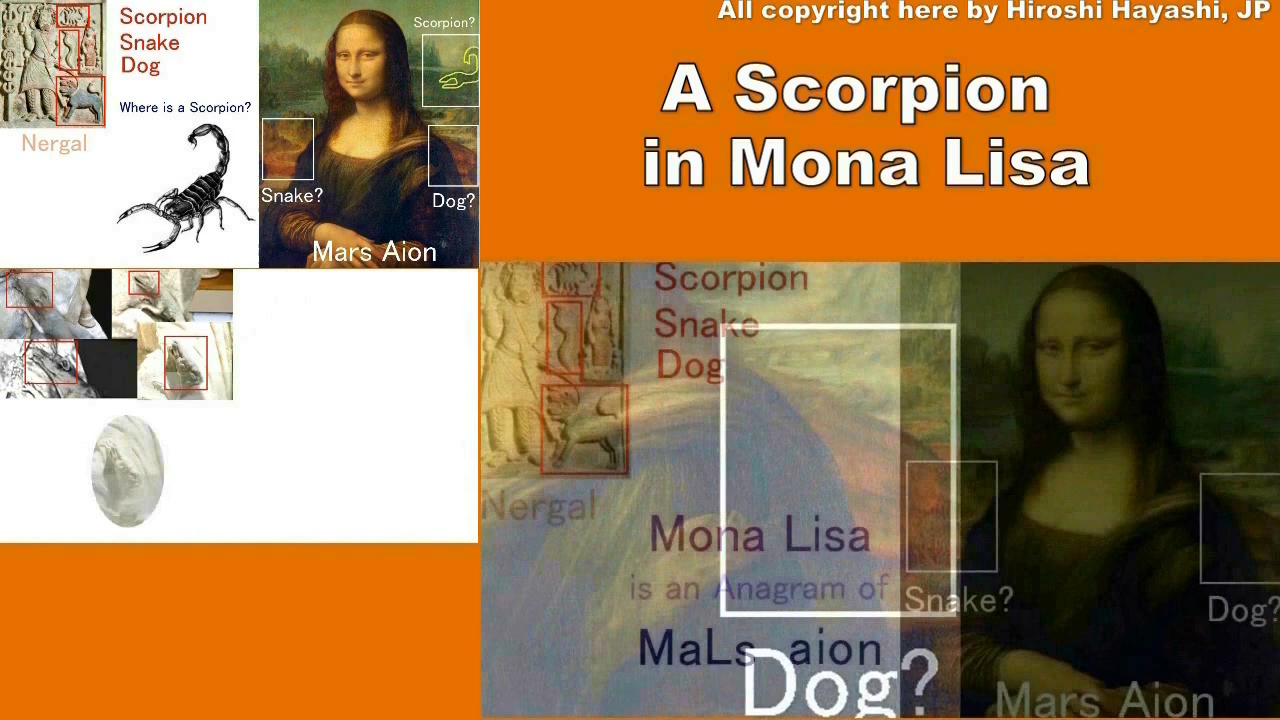 All copyright here by Hiroshi Hayashi, JP
A Scorpion
in Mona Lisa
Scorpion
Snake
Dog
Where is a Scorpion?
Nergal
Scorpion?
Snake?
Dog?
Mars Aion
Scorpion
Snake
Dog
Nergal
Mona Lisa
is an Anagram of
MaLs aion
Dog?
Snake?
Dog?
Mars Aion